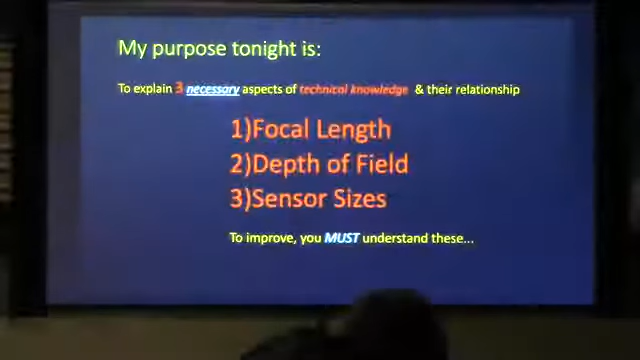 My purpose tonight is:
To explain 3 necessary aspects of technical knowledge & their relationship
1)Focal Length
2)Depth of Field
3)Sensor Sizes
To improve, you MUST understand these...